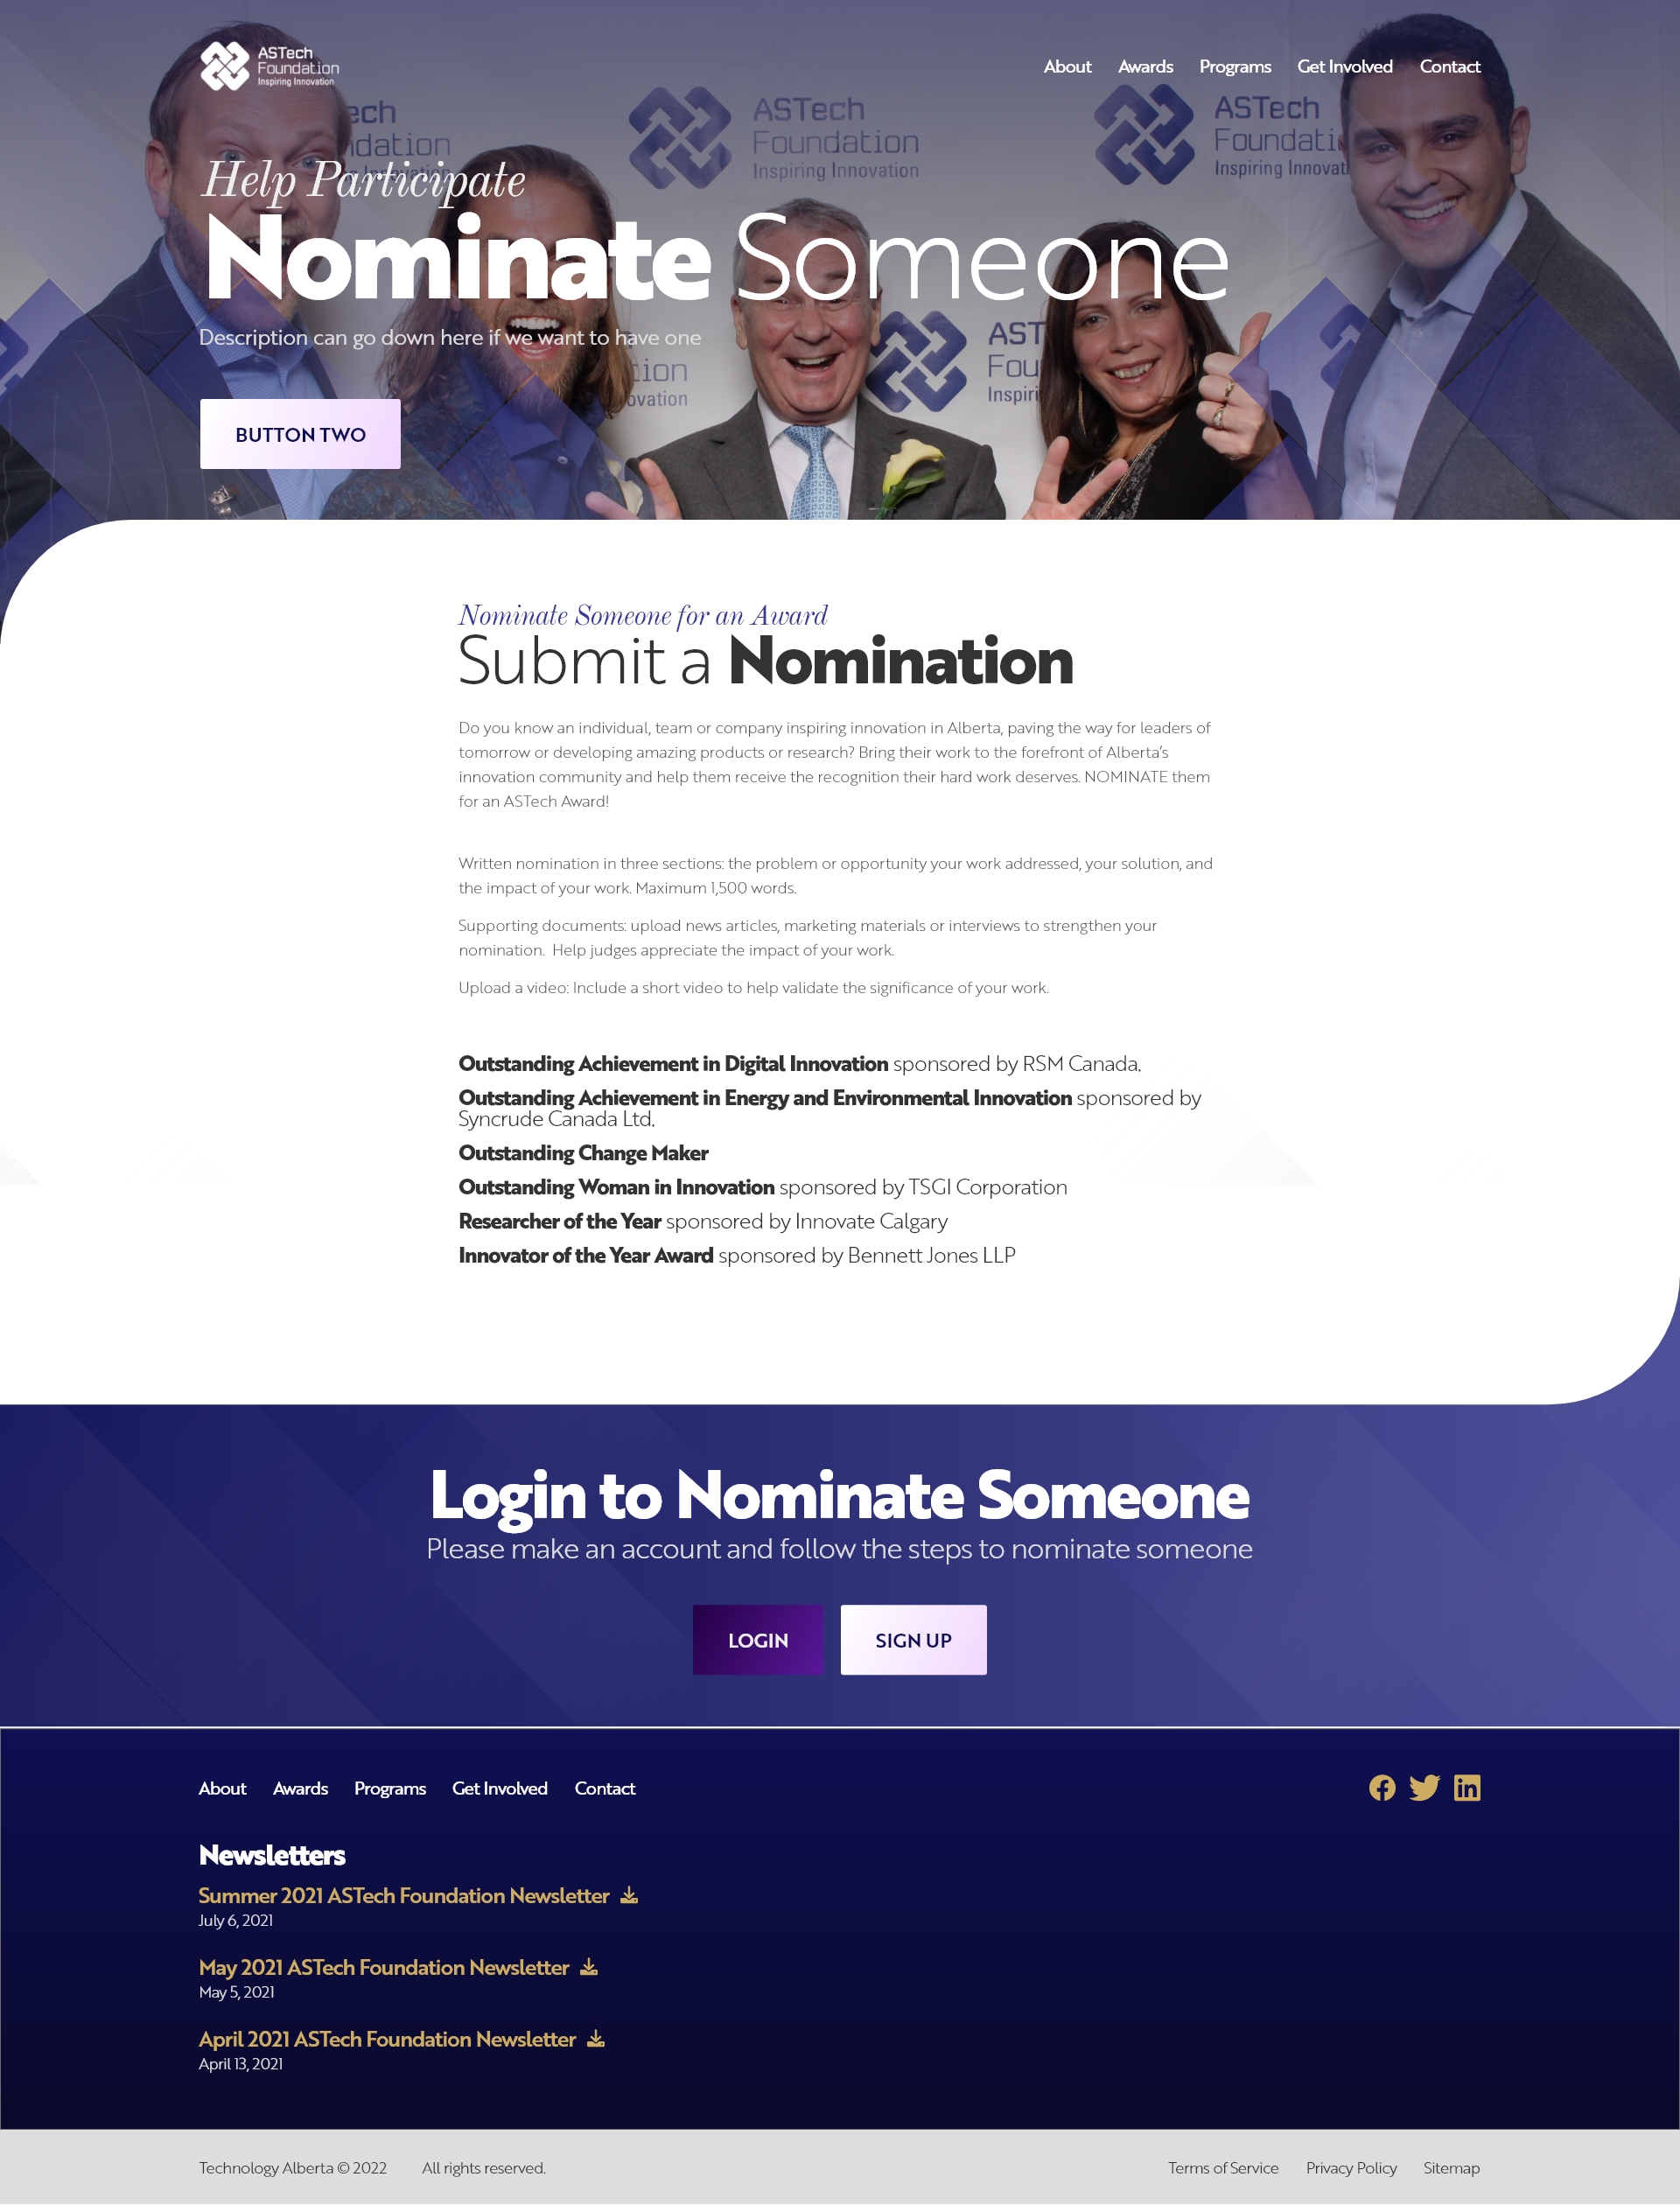 ASTech
Foundation
Inspiring Innovation
About Awards Programs Get Involved Contact
ASTech
Foundation
Inspiring Innovation
ASTech
Foundation
Inspiring Innovat
ech
ndation
Innovation
Help Participate
Nominate Someone
Description can go down here if we want to have one
AST
Foun
Inspiri
ion
ovation
BUTTON TWO
Nominate Someone for an Award
Submit a Nomination
Do you know an individual, team or company inspiring innovation in Alberta, paving the way for leaders of
tomorrow or developing amazing products or research? Bring their work to the forefront of Alberta's
innovation community and help them receive the recognition their hard work deserves. NOMINATE them
for an ASTech Award!
Written nomination in three sections: the problem or opportunity your work addressed, your solution, and
the impact of your work. Maximum 1,500 words.
Supporting documents: upload news articles, marketing materials or interviews to strengthen your
nomination. Help judges appreciate the impact of your work.
Upload a video: Include a short video to help validate the significance of your work.
Outstanding Achievement in Digital Innovation sponsored by RSM Canada.
Outstanding Achievement in Energy and Environmental Innovation sponsored by
Syncrude Canada Ltd.
Outstanding Change Maker
Outstanding Woman in Innovation sponsored by TSGI Corporation
Researcher of the Year sponsored by Innovate Calgary
Innovator of the Year Award sponsored by Bennett Jones LLP
Login to Nominate Someone
Please make an account and follow the steps to nominate someone
LOGIN SIGN UP
About Awards Programs Get Involved Contact
Newsletters
Summer 2021 ASTech Foundation Newsletter
July 6, 2021
May 2021 ASTech Foundation Newsletter
May 5, 2021
April 2021 ASTech Foundation Newsletter
April 13, 2021
Technology Alberta © 2022 All rights reserved. Terms of Service Privacy Policy Sitemap